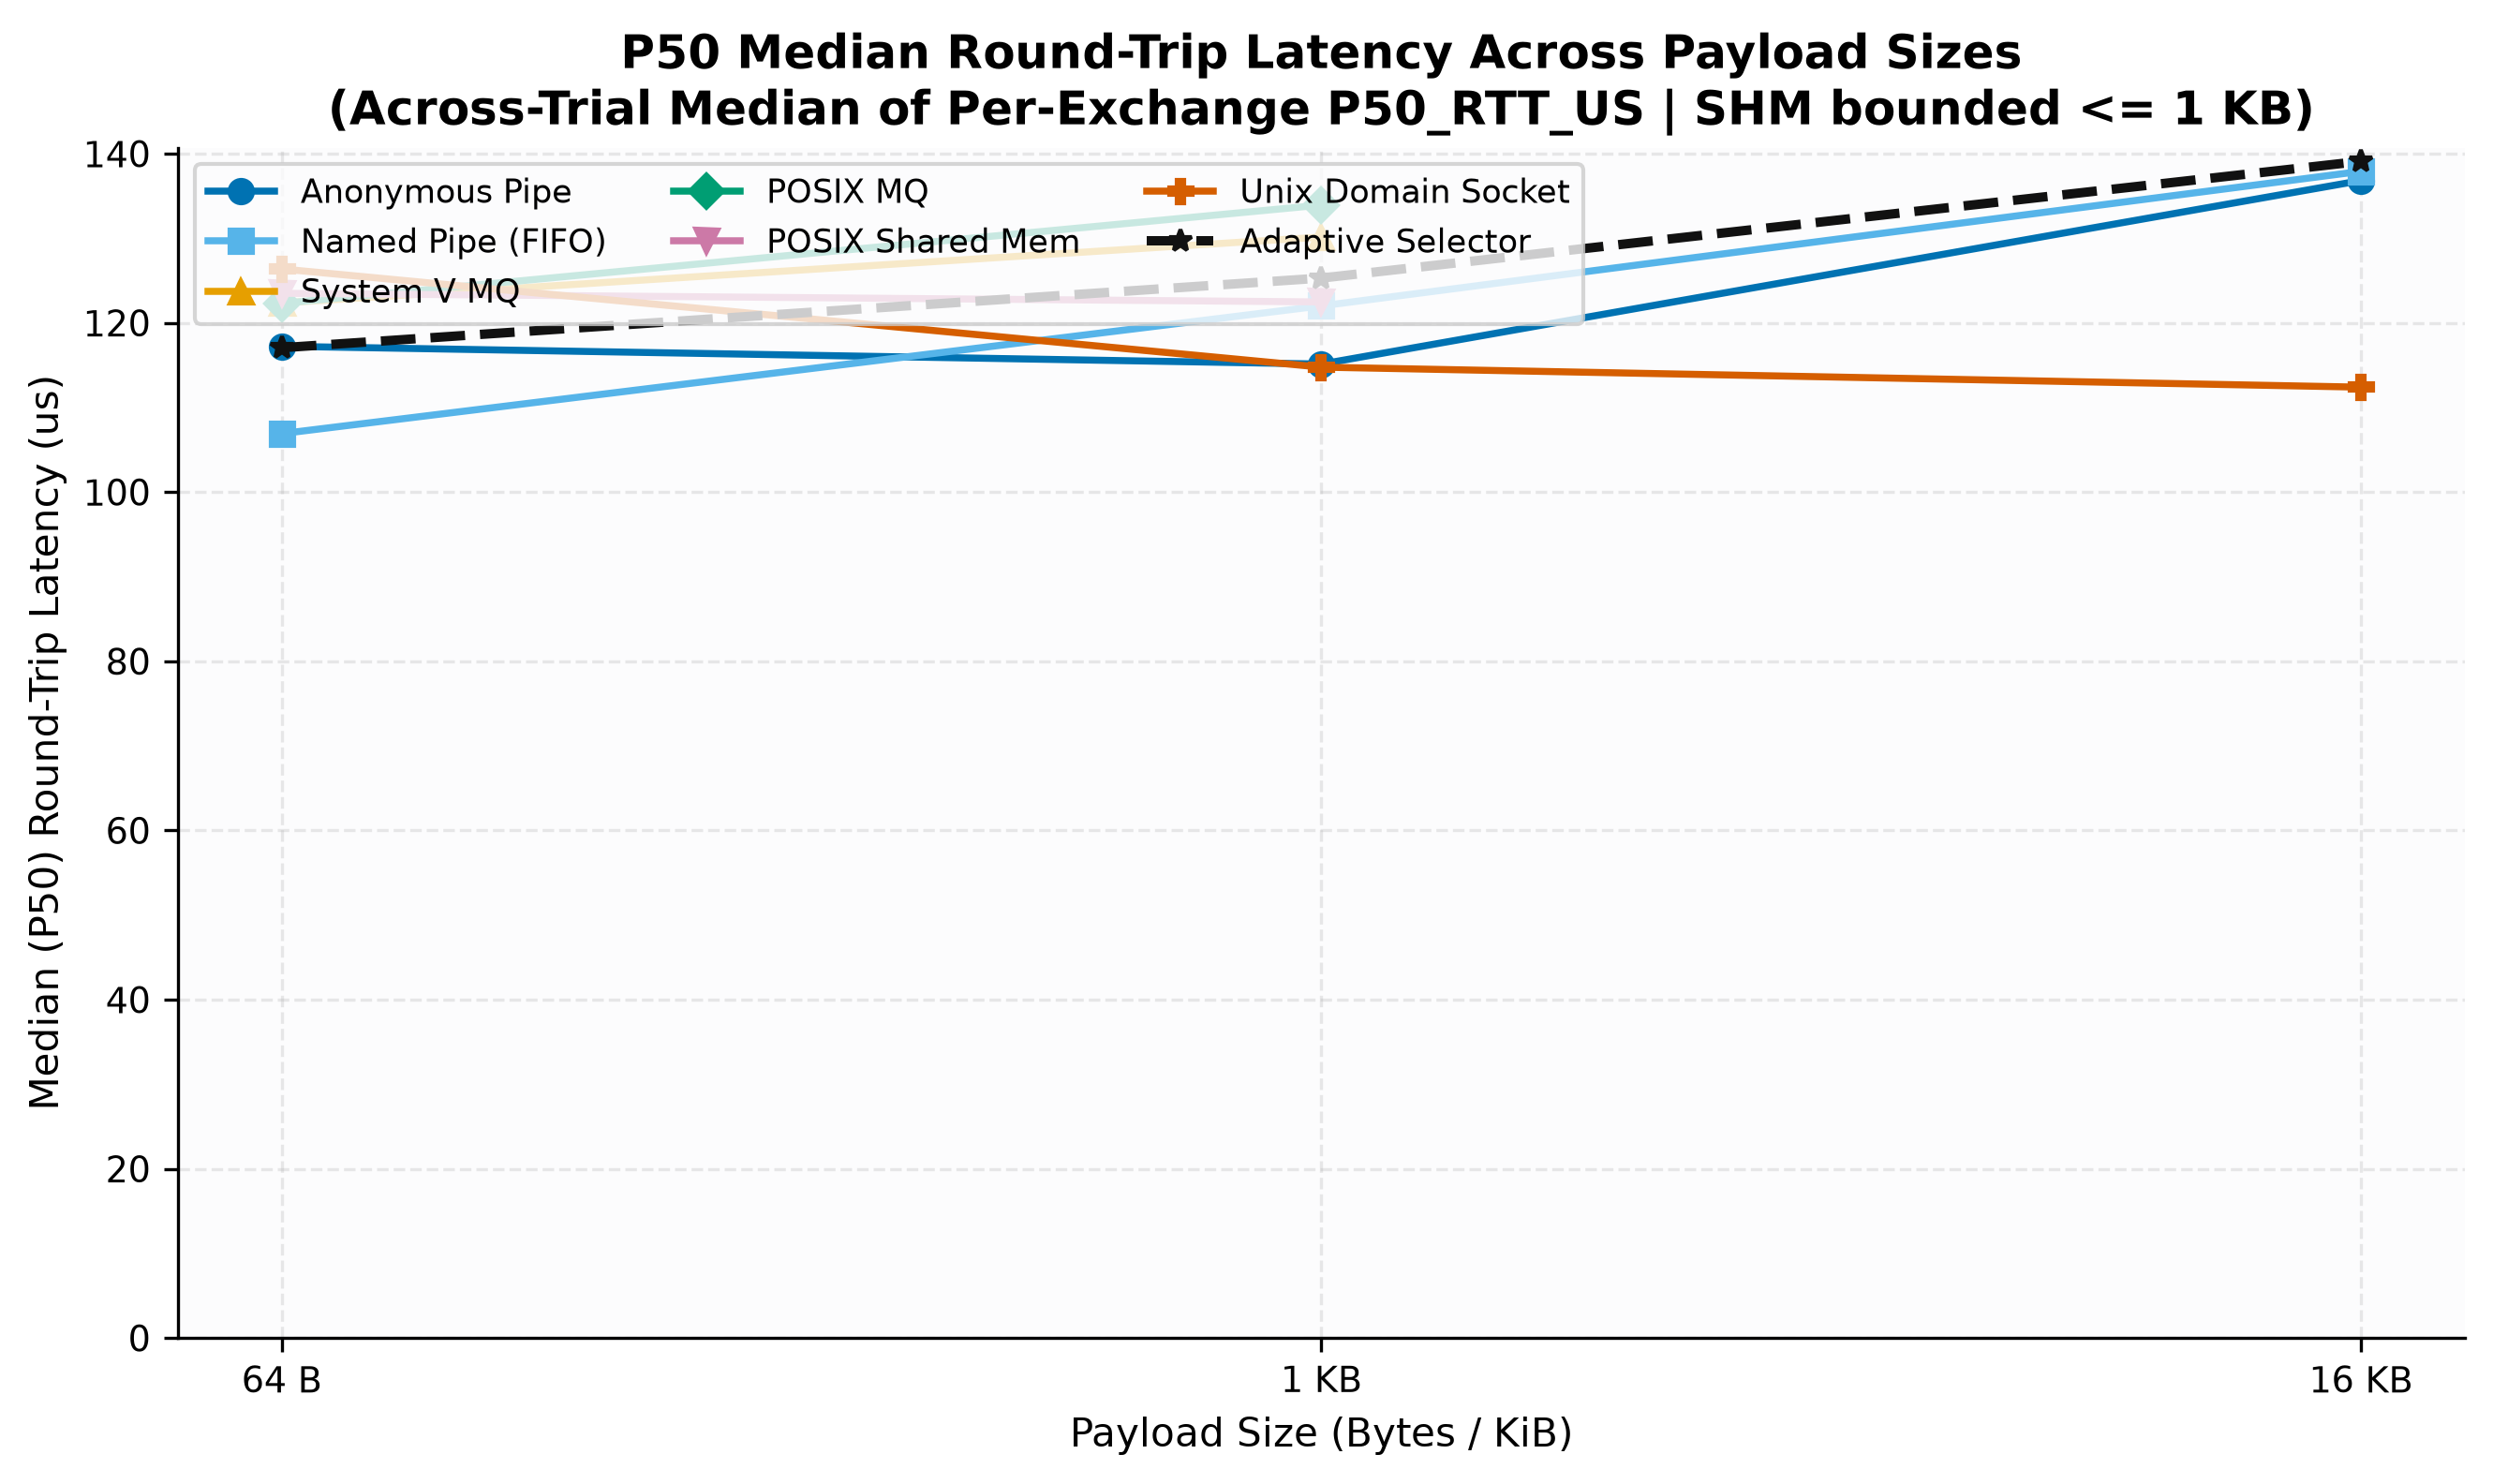 P50 Median Round-Trip Latency Across Payload Sizes
(Across-Trial Median of Per-Exchange P50_RTT_US | SHM bounded <= 1 KB)
Median (P50) Round-Trip Latency (us)
140
120
100
80
60
40
20
0
Anonymous Pipe
Named Pipe (FIFO)
System V MQ
POSIX MQ
POSIX Shared Mem
Unix Domain Socket
Adaptive Selector
64 B
1 KB
16 KB
Payload Size (Bytes / KiB)